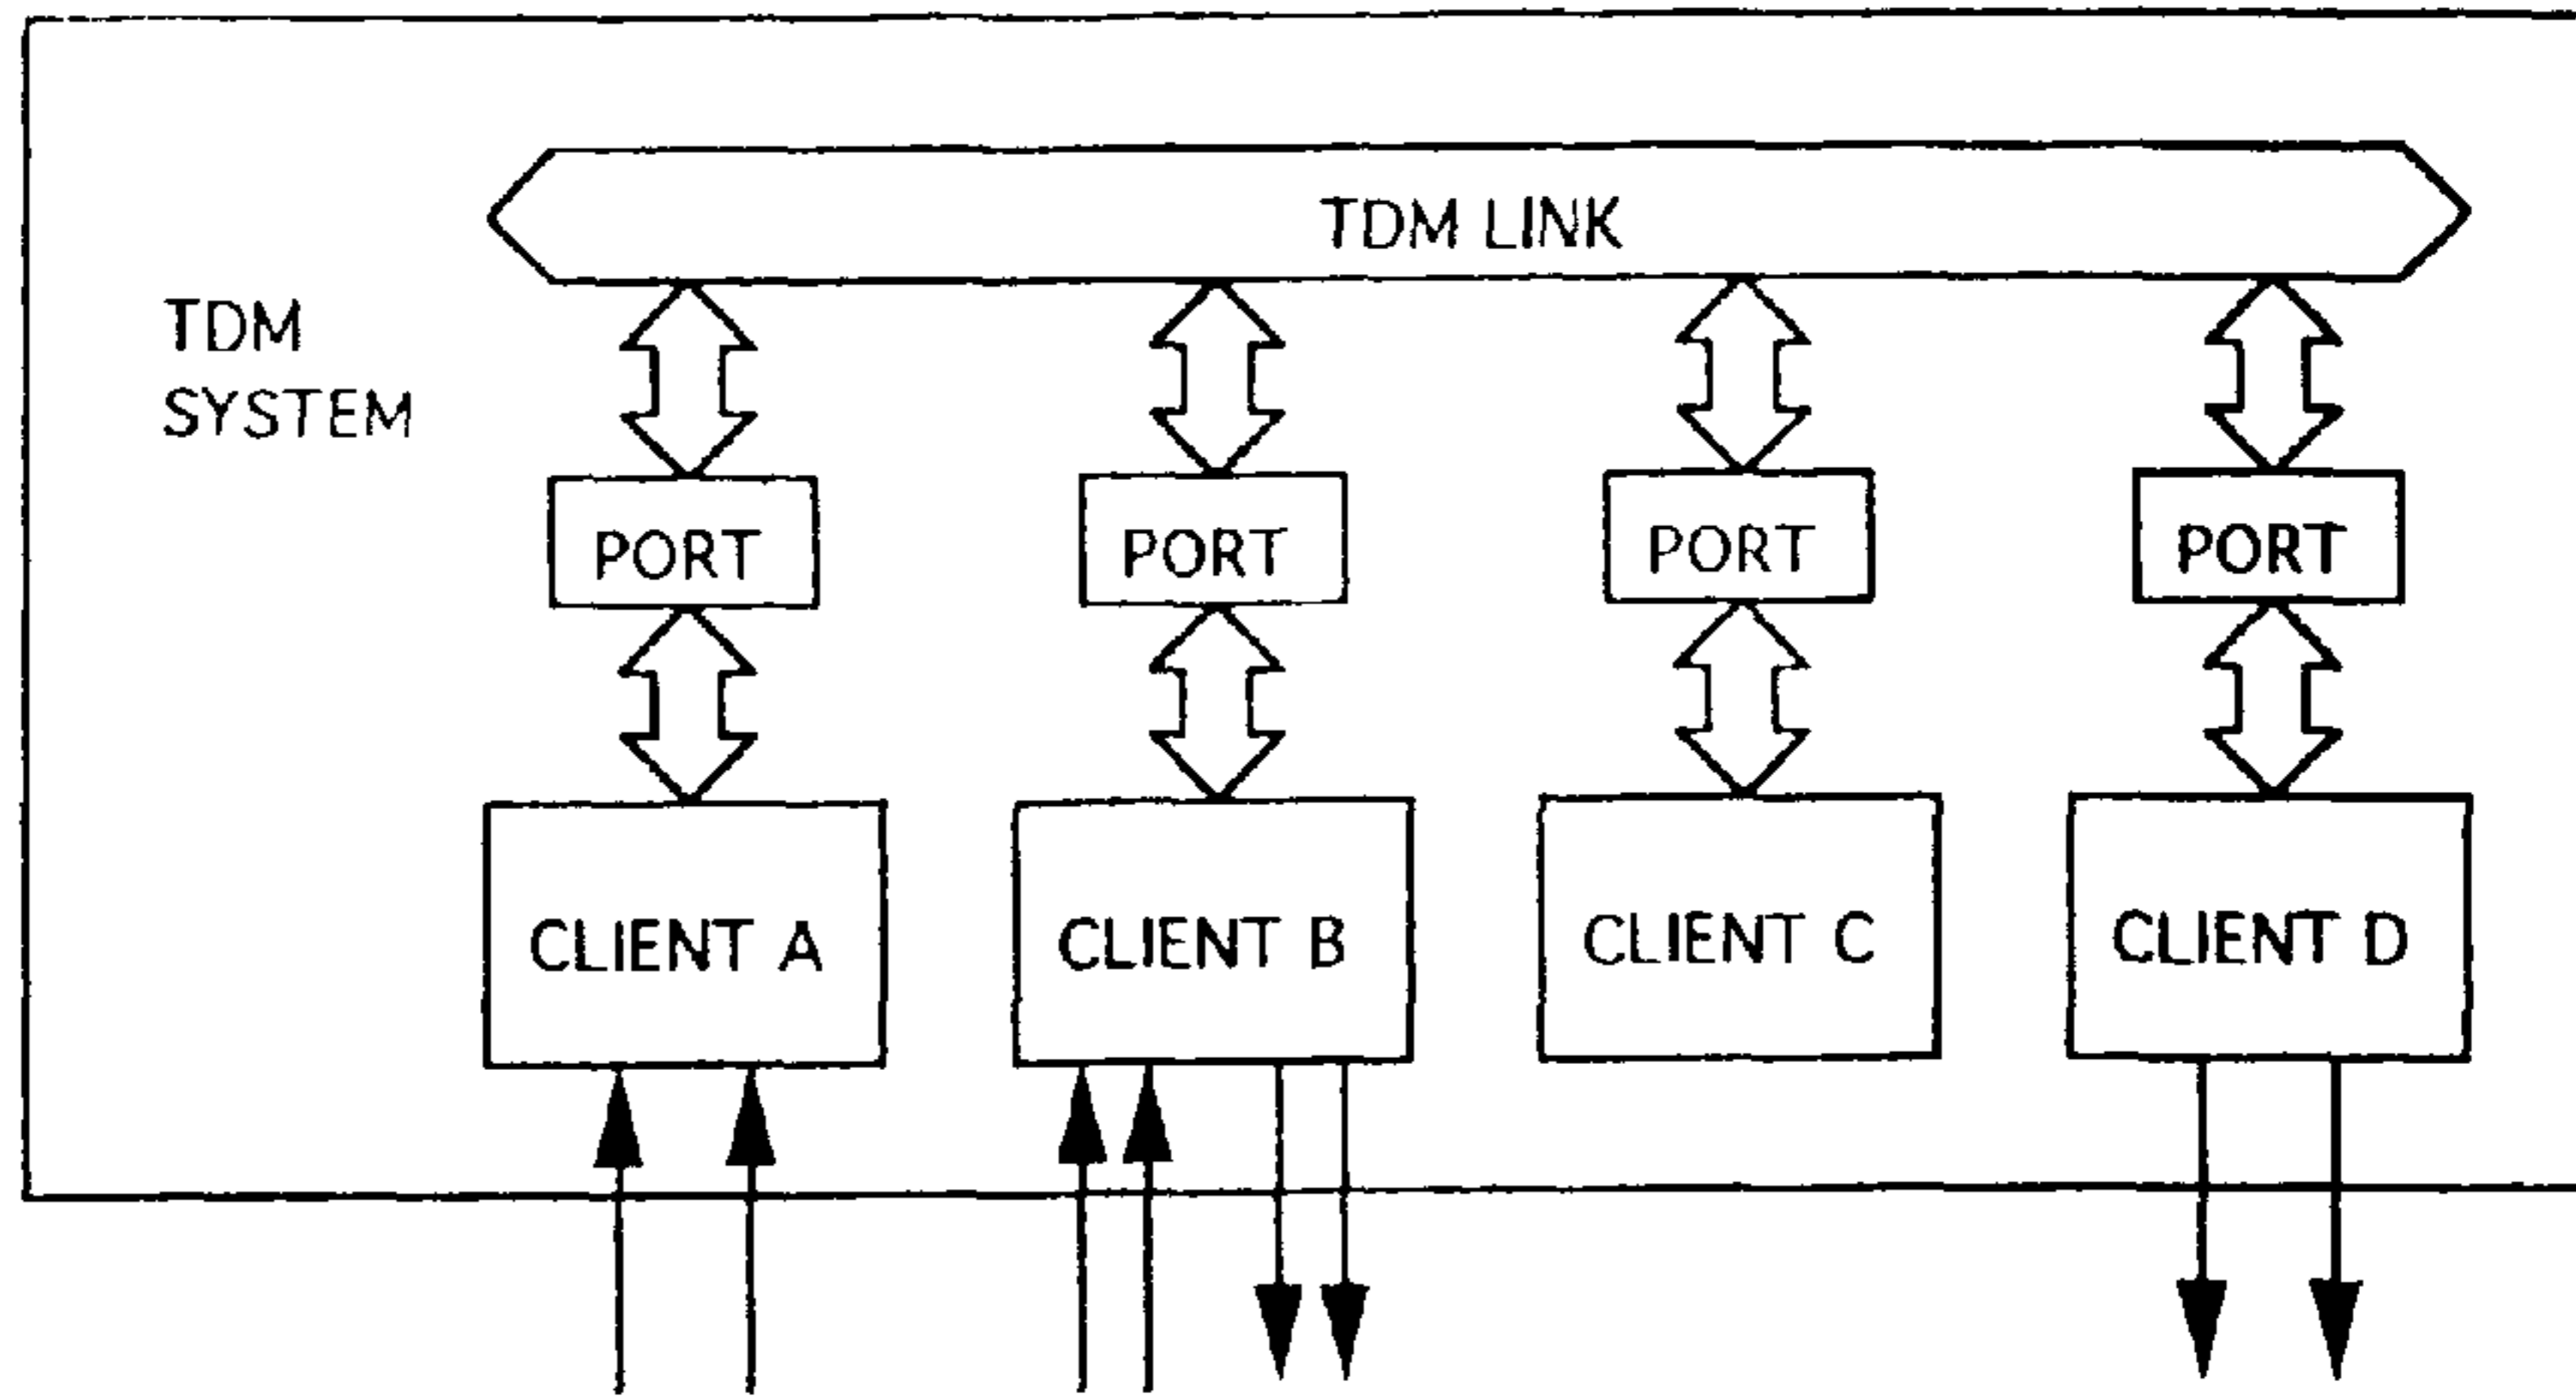 TDM LINK
TDM
SYSTEM
PORT
PORT
PORT
PORT
CLIENT A
CLIENT B
CLIENT C
CLIENT D